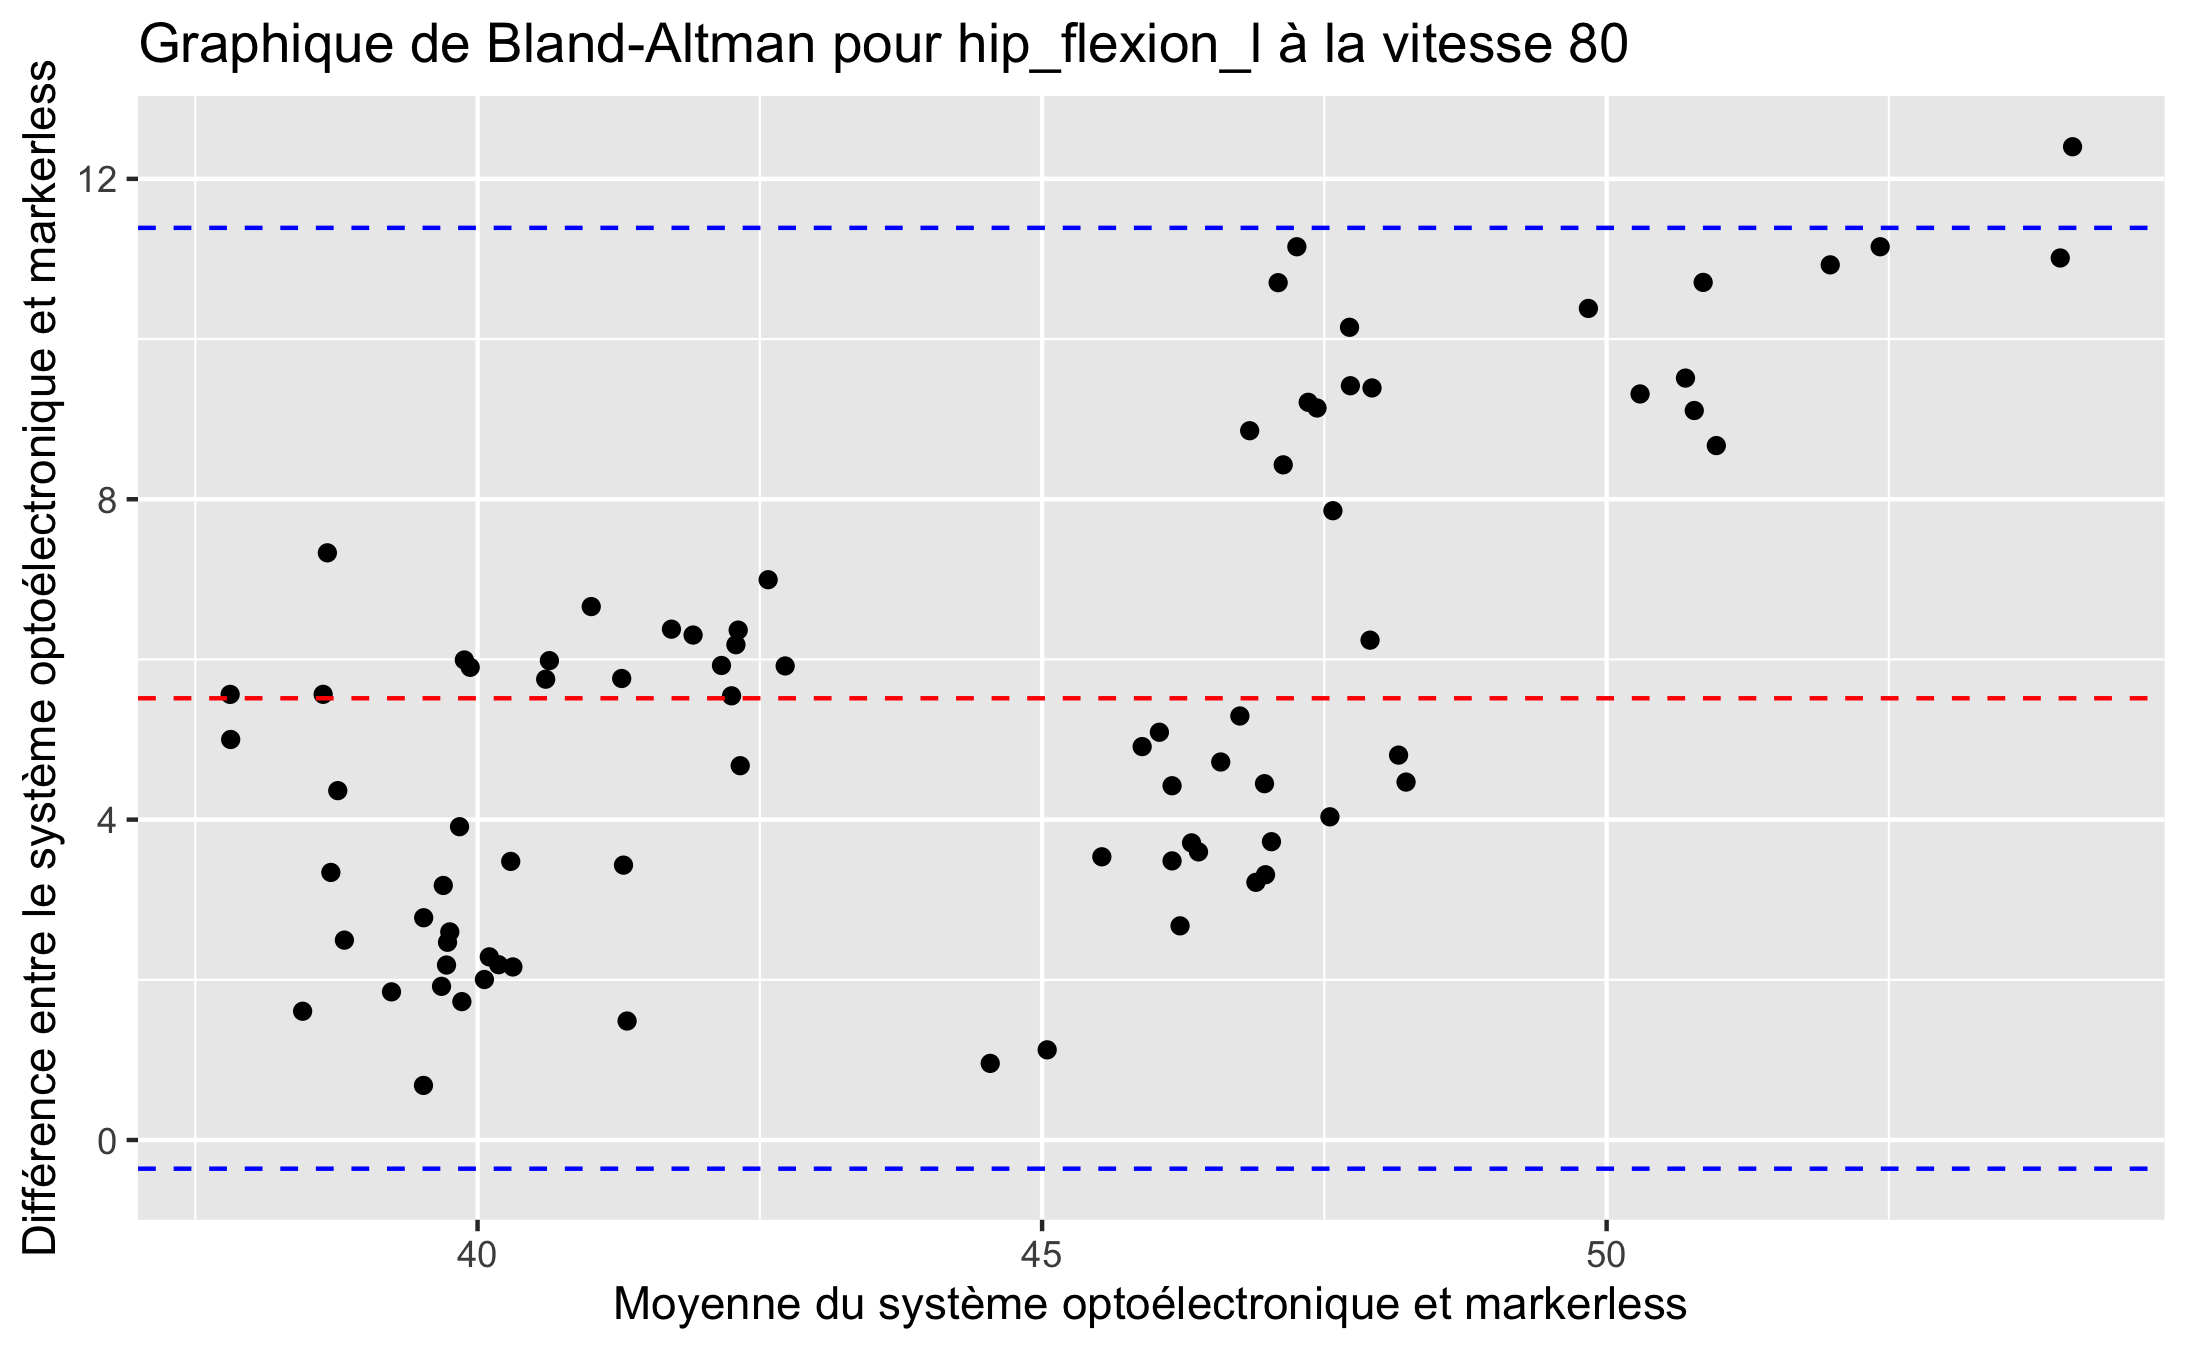 Graphique de Bland-Altman pour hip_flexion_l à la vitesse 80
Différence entre le système optoélectronique et markerless
12
8
4
0
40
45
50
Moyenne du système optoélectronique et markerless